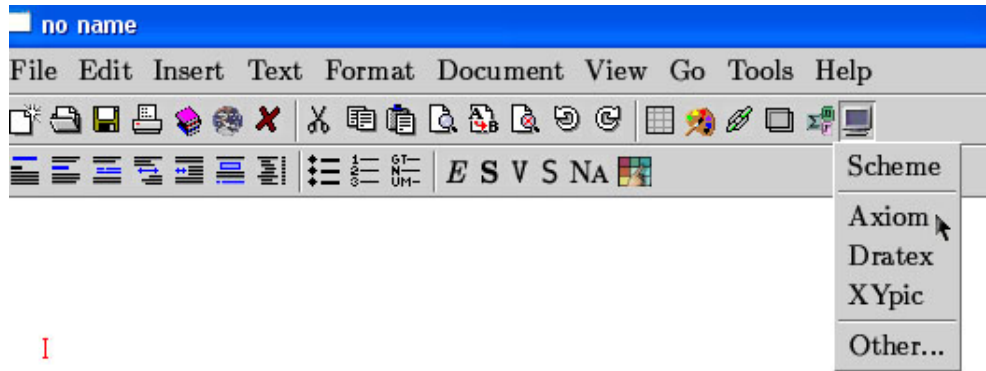 no name
File Edit Insert Text Format Document View Go Tools Help
E S V S NA
Scheme
Axiom
Dratex
XYpic
Other...